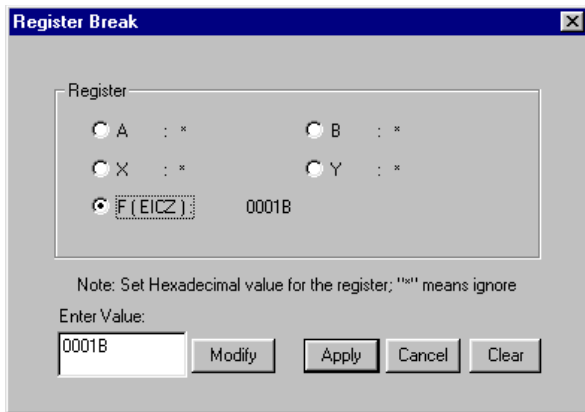 Register Break
Register
A : * B : *
X : * Y : *
F ( EICZ ) : 0001B
Note: Set Hexadecimal value for the register; "*" means ignore
Enter Value:
0001B Modify Apply Cancel Clear